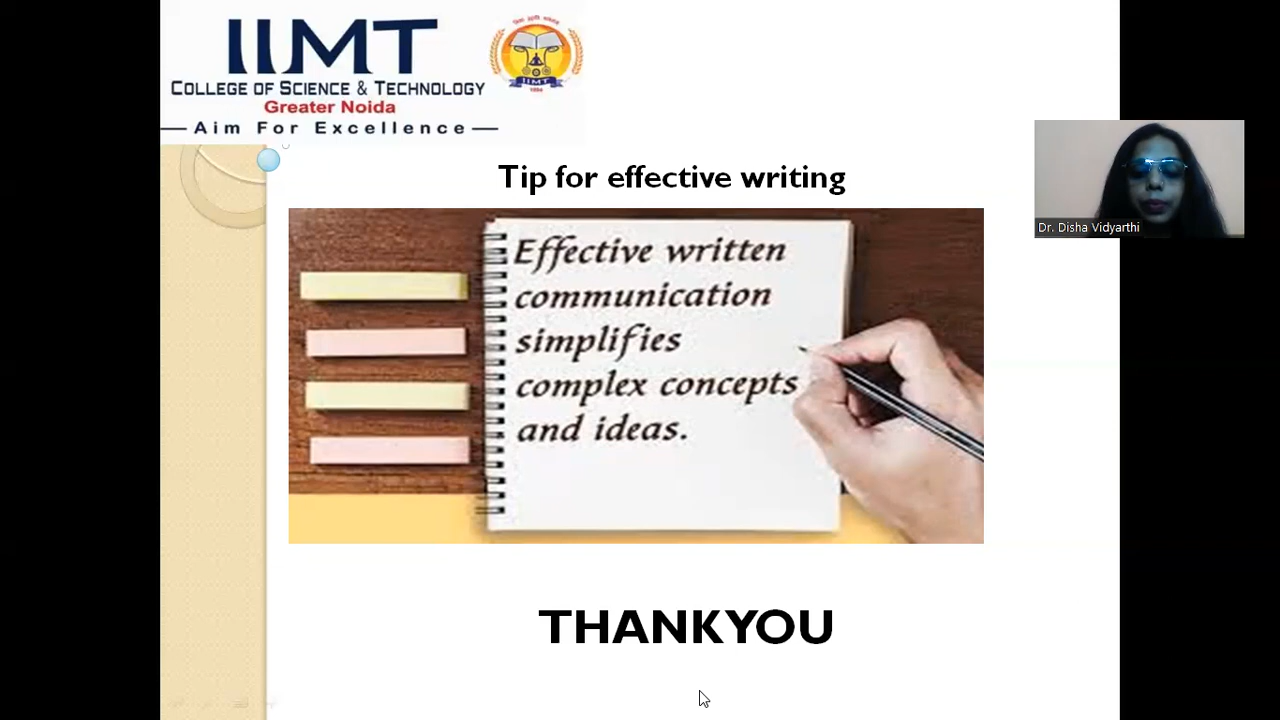 IIMT
COLLEGE OF SCIENCE & TECHNOLOGY
Greater Noida
Aim For Excellence
IIMT
Tip for effective writing
Effective written
communication
simplifies
complex concepts
and ideas.
Dr. Disha Vidyarthi
THANKYOU